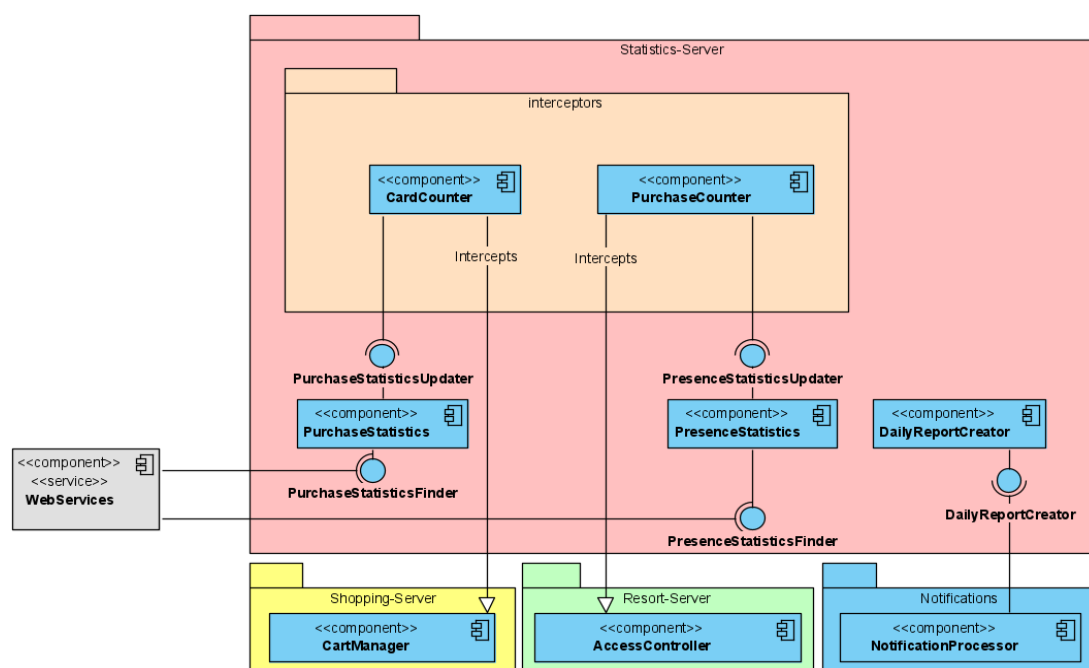 Statistics-Server
interceptors
<<component>>
CardCounter
<<component>>
PurchaseCounter
Intercepts
Intercepts
PurchaseStatisticsUpdater
PresenceStatisticsUpdater
<<component>>
PurchaseStatistics
<<component>>
PresenceStatistics
<<component>>
DailyReportCreator
<<component>>
<<service>>
WebServices
PurchaseStatisticsFinder
DailyReportCreator
PresenceStatisticsFinder
Shopping-Server
<<component>>
CartManager
Resort-Server
<<component>>
AccessController
Notifications
<<component>>
NotificationProcessor